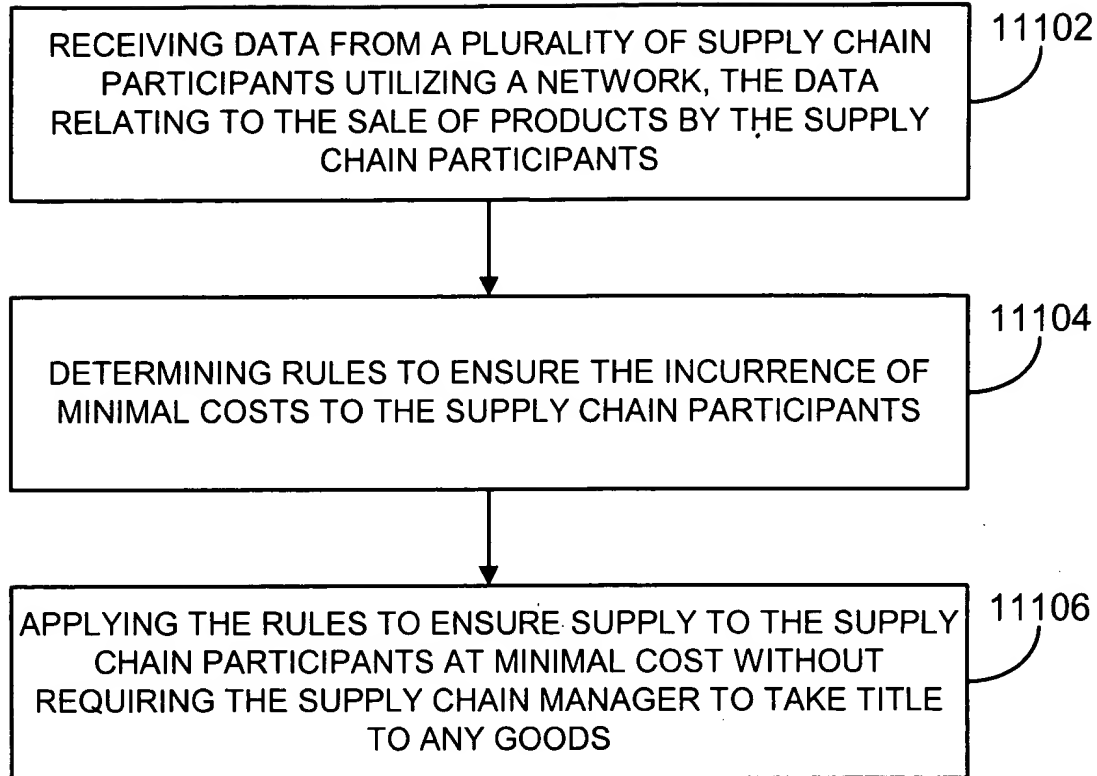 RECEIVING DATA FROM A PLURALITY OF SUPPLY CHAIN
PARTICIPANTS UTILIZING A NETWORK, THE DATA
RELATING TO THE SALE OF PRODUCTS BY THE SUPPLY
CHAIN PARTICIPANTS
11102
DETERMINING RULES TO ENSURE THE INCURRENCE OF
MINIMAL COSTS TO THE SUPPLY CHAIN PARTICIPANTS
11104
APPLYING THE RULES TO ENSURE SUPPLY TO THE SUPPLY
CHAIN PARTICIPANTS AT MINIMAL COST WITHOUT
REQUIRING THE SUPPLY CHAIN MANAGER TO TAKE TITLE
TO ANY GOODS
11106